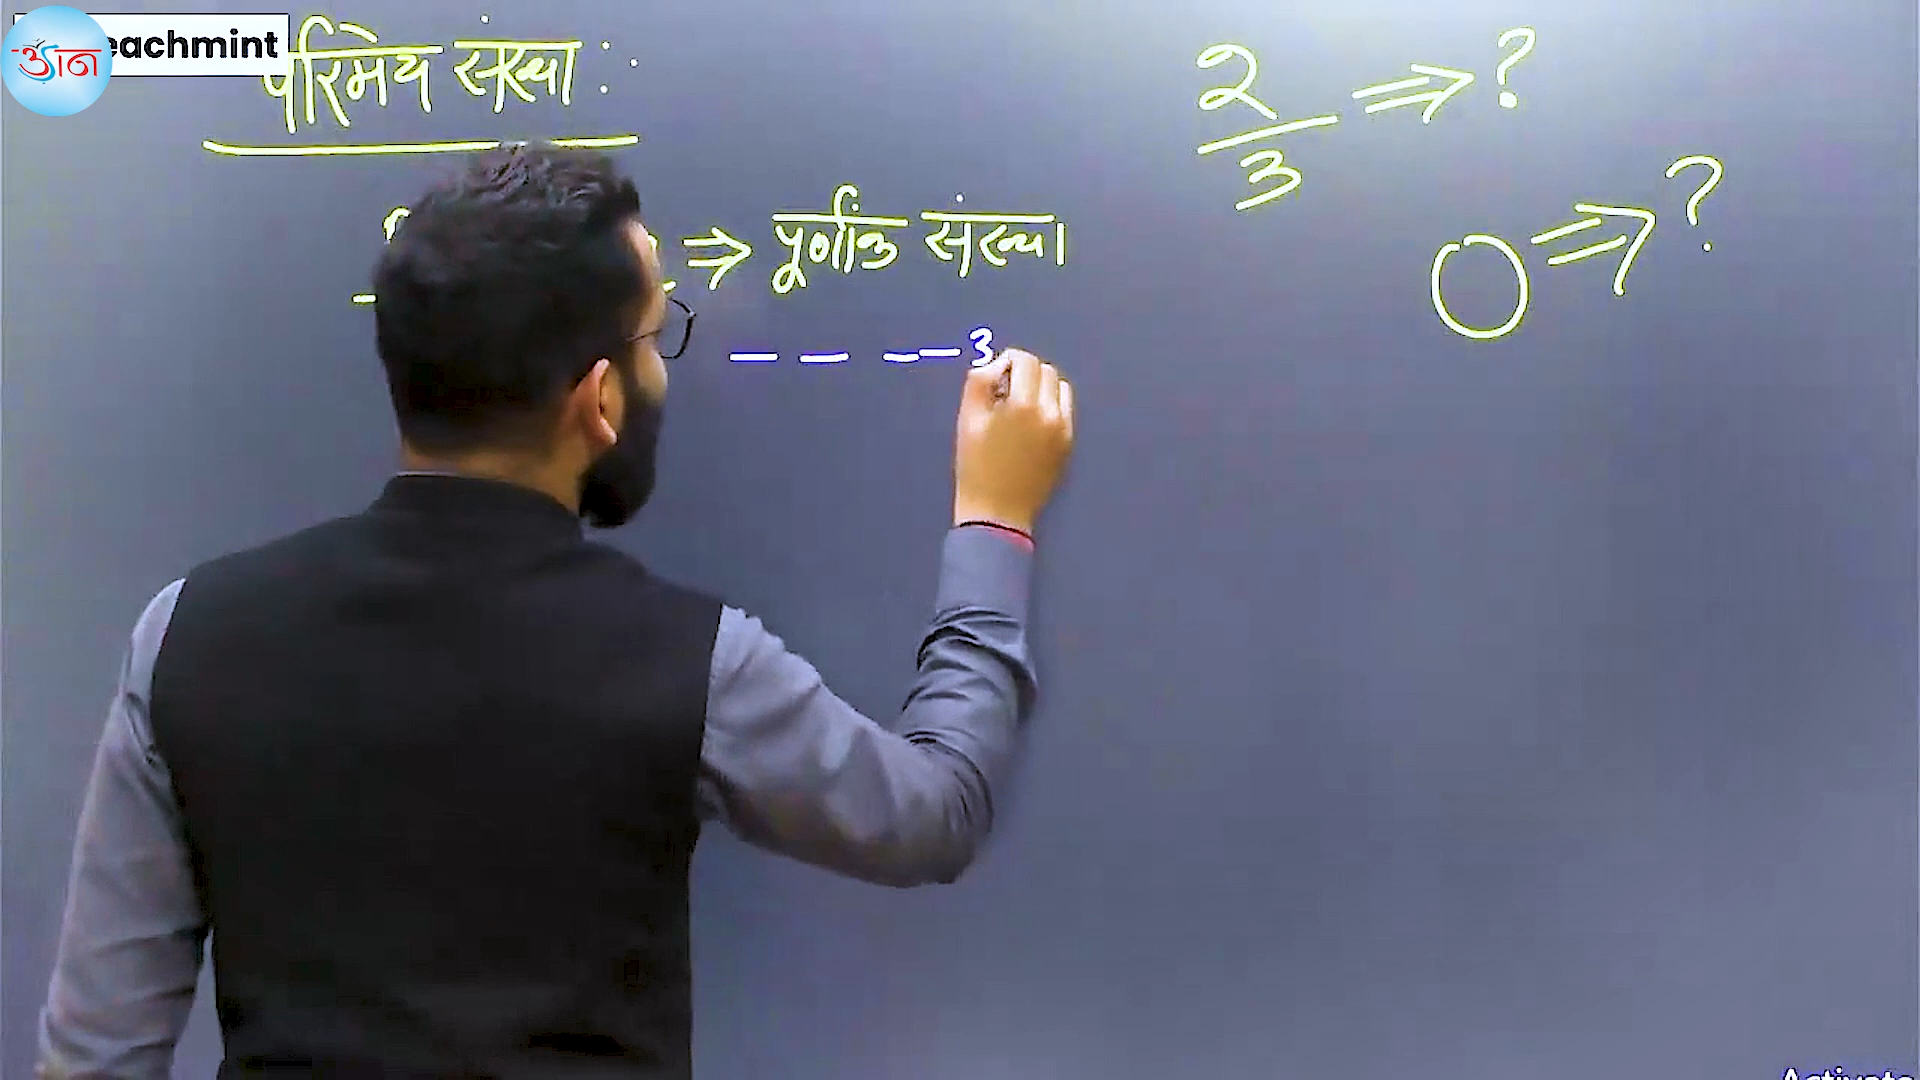 eachmint
ज्ञान
परिमेय संख्या :
2/3 ⇒ ?
⇒ पूर्णांक संख्या
0 ⇒ ?
— — — — 3